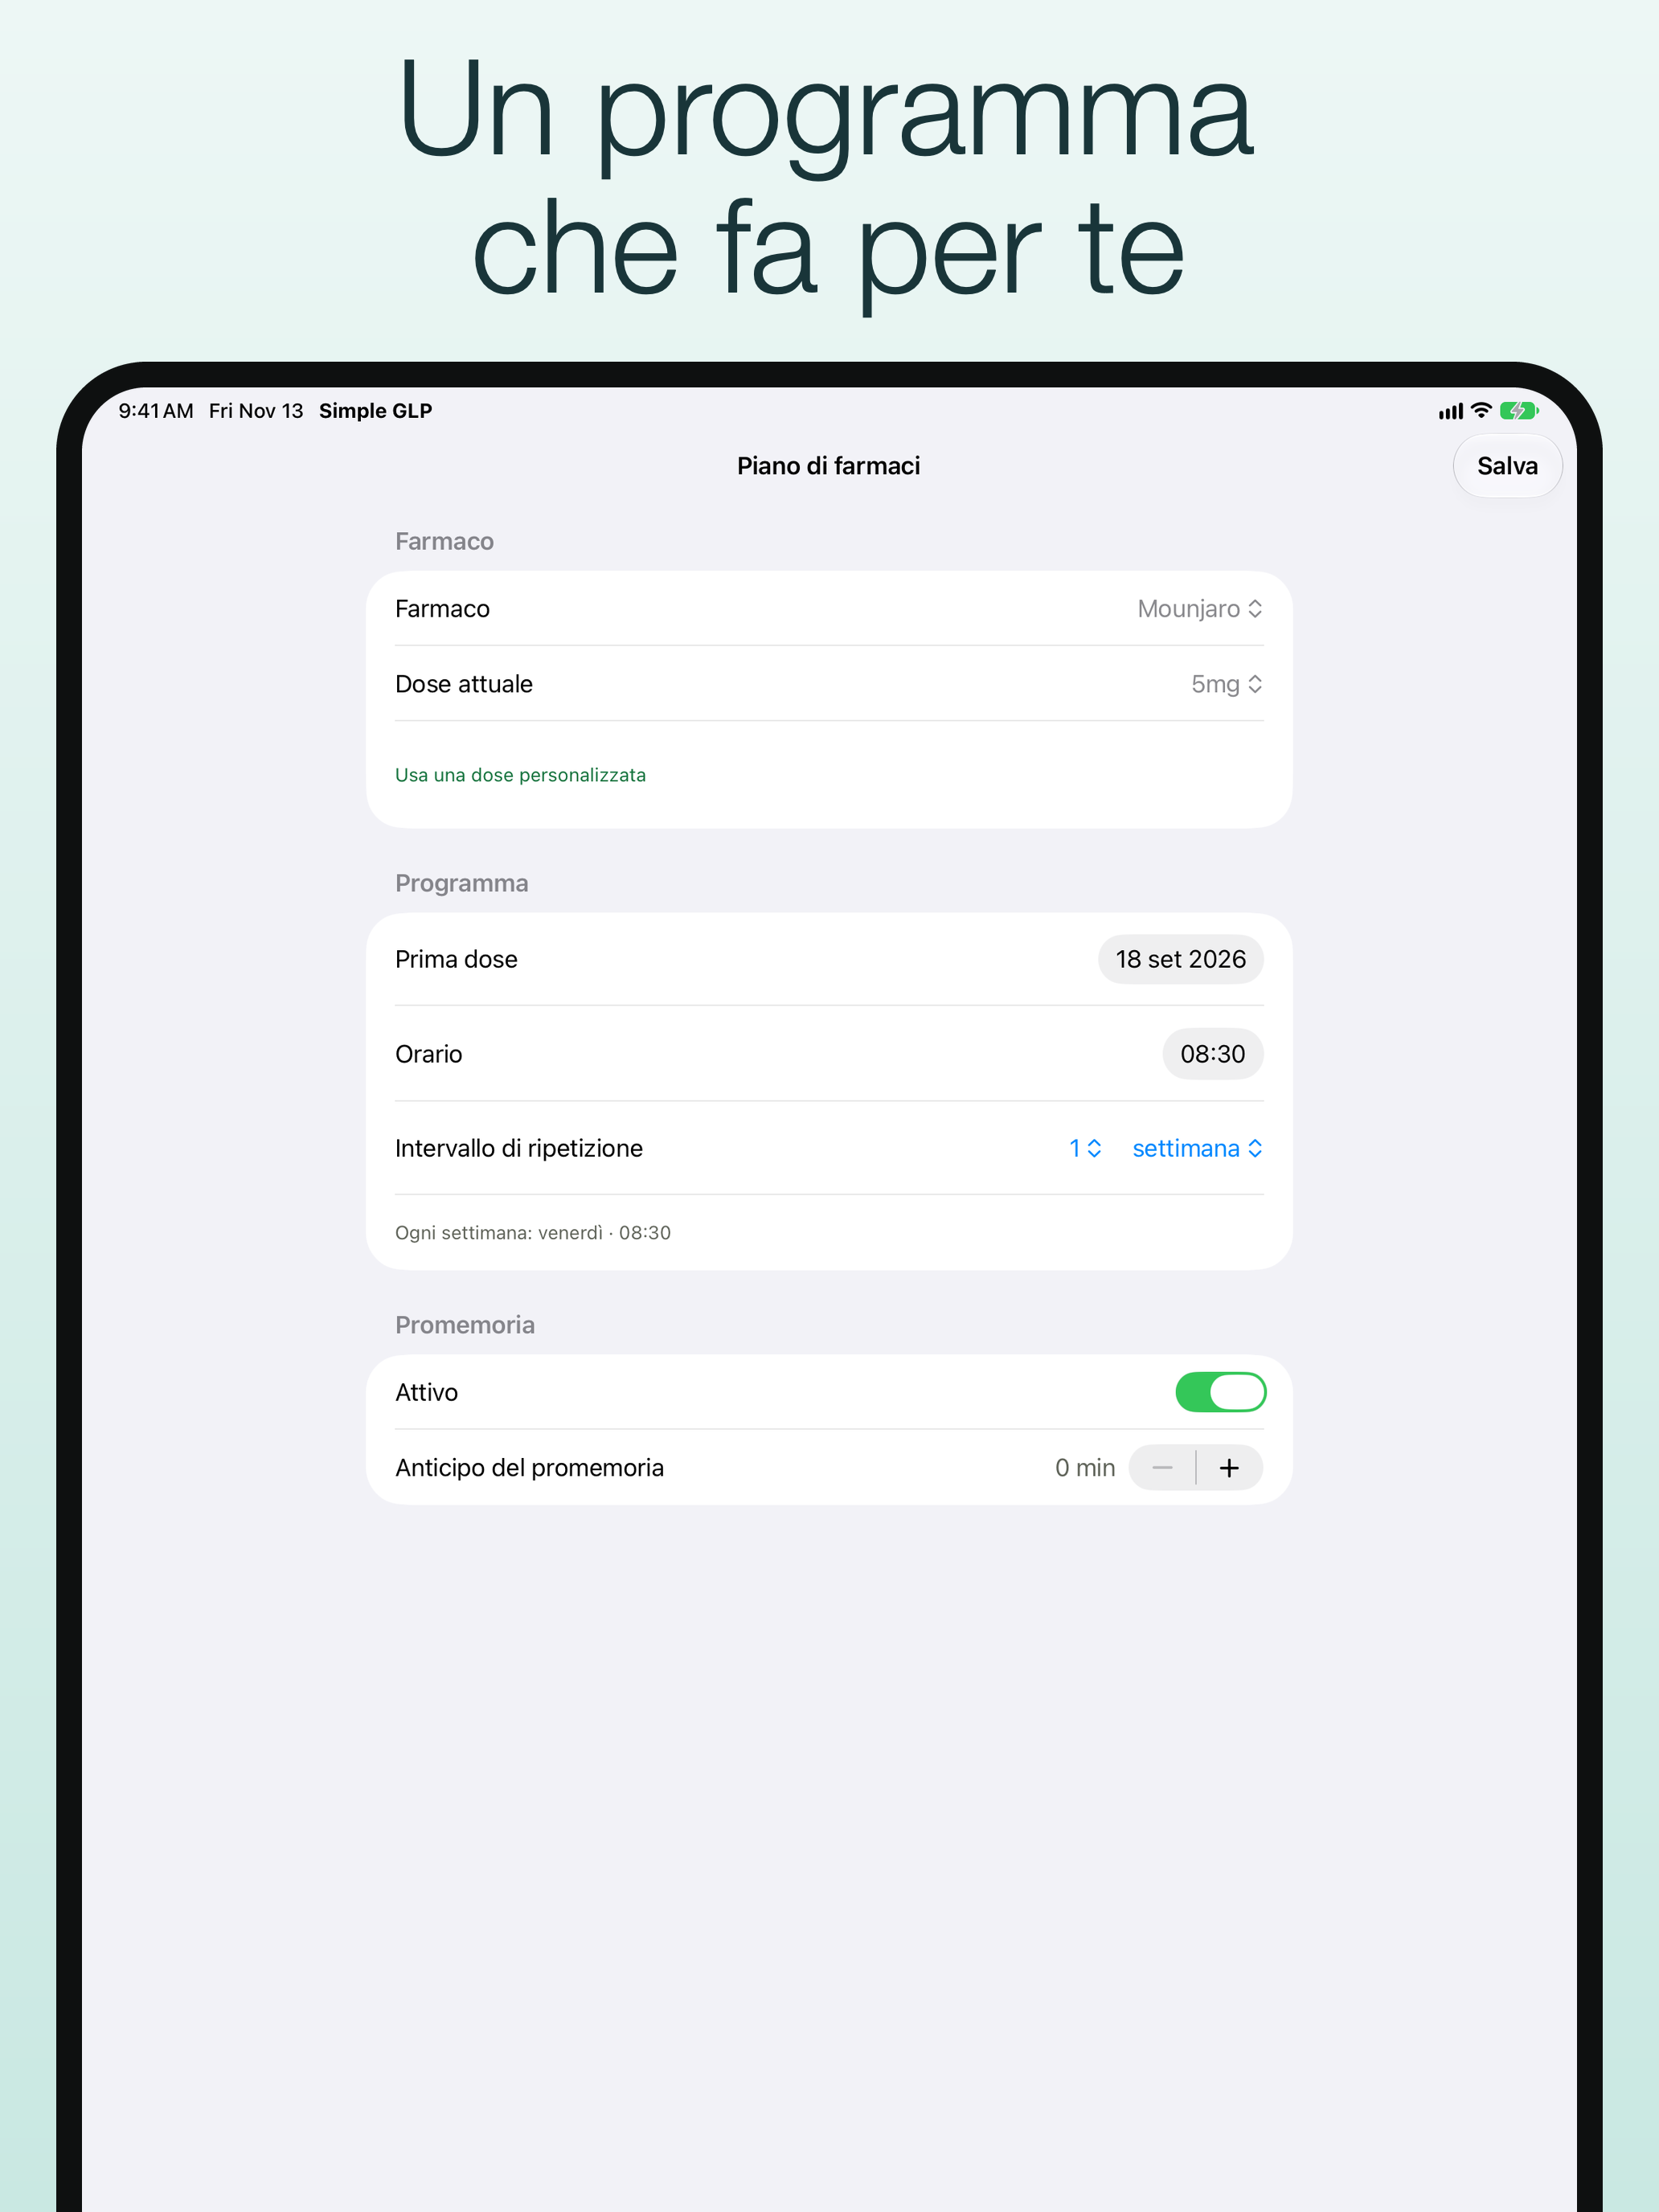 Un programma
che fa per te
9:41 AM Fri Nov 13 Simple GLP
Piano di farmaci
Salva
Farmaco
Farmaco Mounjaro
Dose attuale 5mg
Usa una dose personalizzata
Programma
Prima dose 18 set 2026
Orario 08:30
Intervallo di ripetizione 1 settimana
Ogni settimana: venerdì · 08:30
Promemoria
Attivo
Anticipo del promemoria 0 min − +